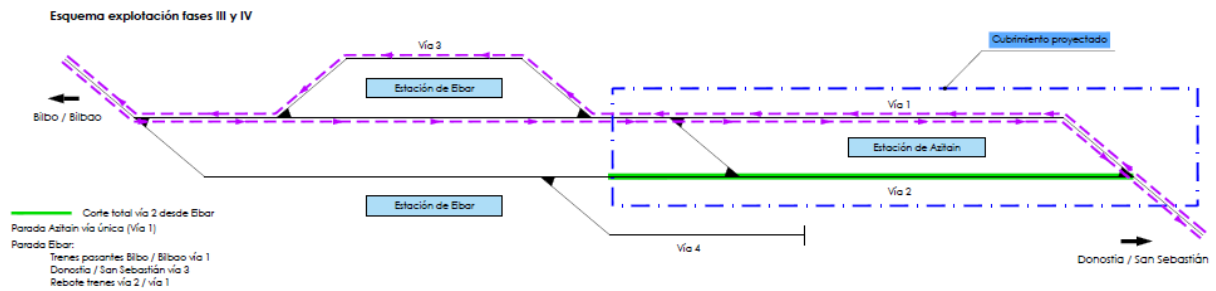 Esquema explotación fases III y IV
Vía 3
Cubrimiento proyectado
Estación de Eibar
Bilbo / Bilbao
Vía 1
Estación de Azitain
Vía 2
Estación de Eibar
Corte total vía 2 desde Eibar
Parada Azitain vía única (Vía 1)
Parada Eibar:
Trenes pasantes Bilbo / Bilbao vía 1
Donostia / San Sebastián vía 3
Rebote trenes vía 2 / vía 1
Vía 4
Donostia / San Sebastián